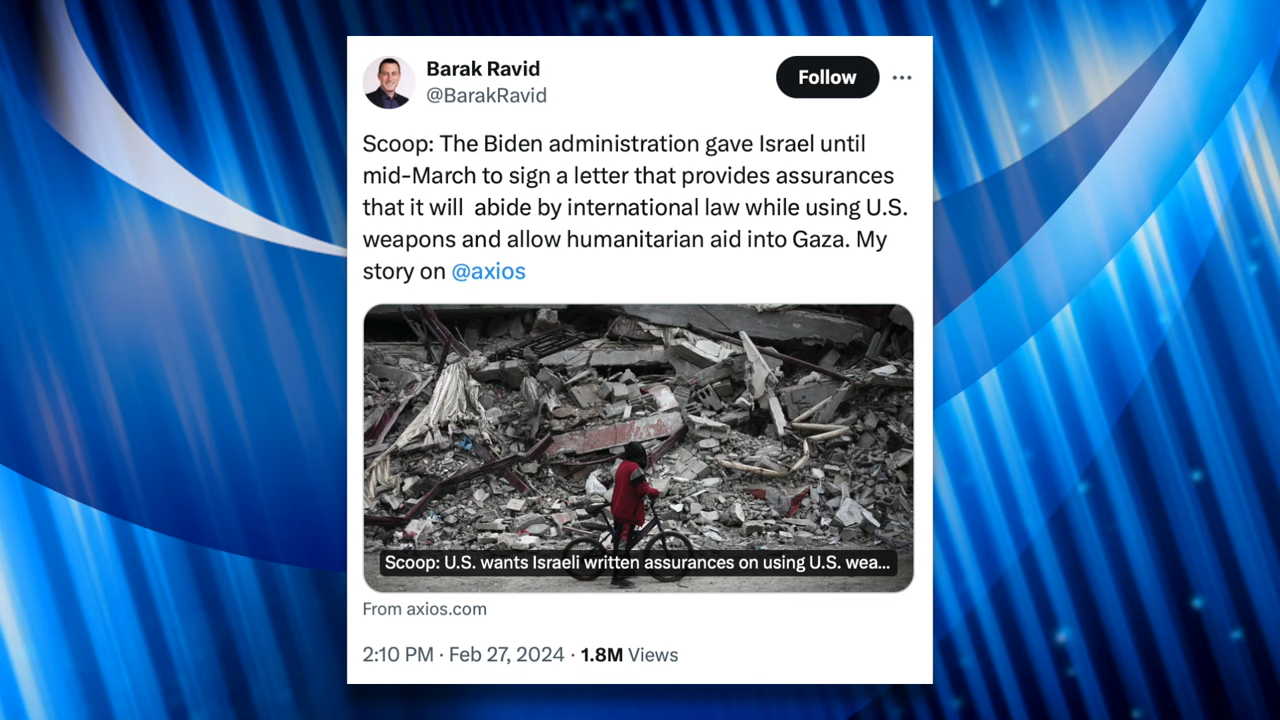 Barak Ravid
@BarakRavid
Follow
Scoop: The Biden administration gave Israel until
mid-March to sign a letter that provides assurances
that it will  abide by international law while using U.S.
weapons and allow humanitarian aid into Gaza. My
story on @axios
Scoop: U.S. wants Israeli written assurances on using U.S. wea...
From axios.com
2:10 PM · Feb 27, 2024 · 1.8M Views